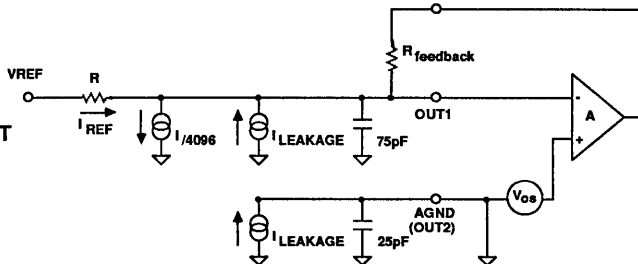 R feedback
VREF
R
I REF
I/4096
I LEAKAGE
75pF
OUT1
-
A
+
T
VOS
AGND
(OUT2)
I LEAKAGE
25pF